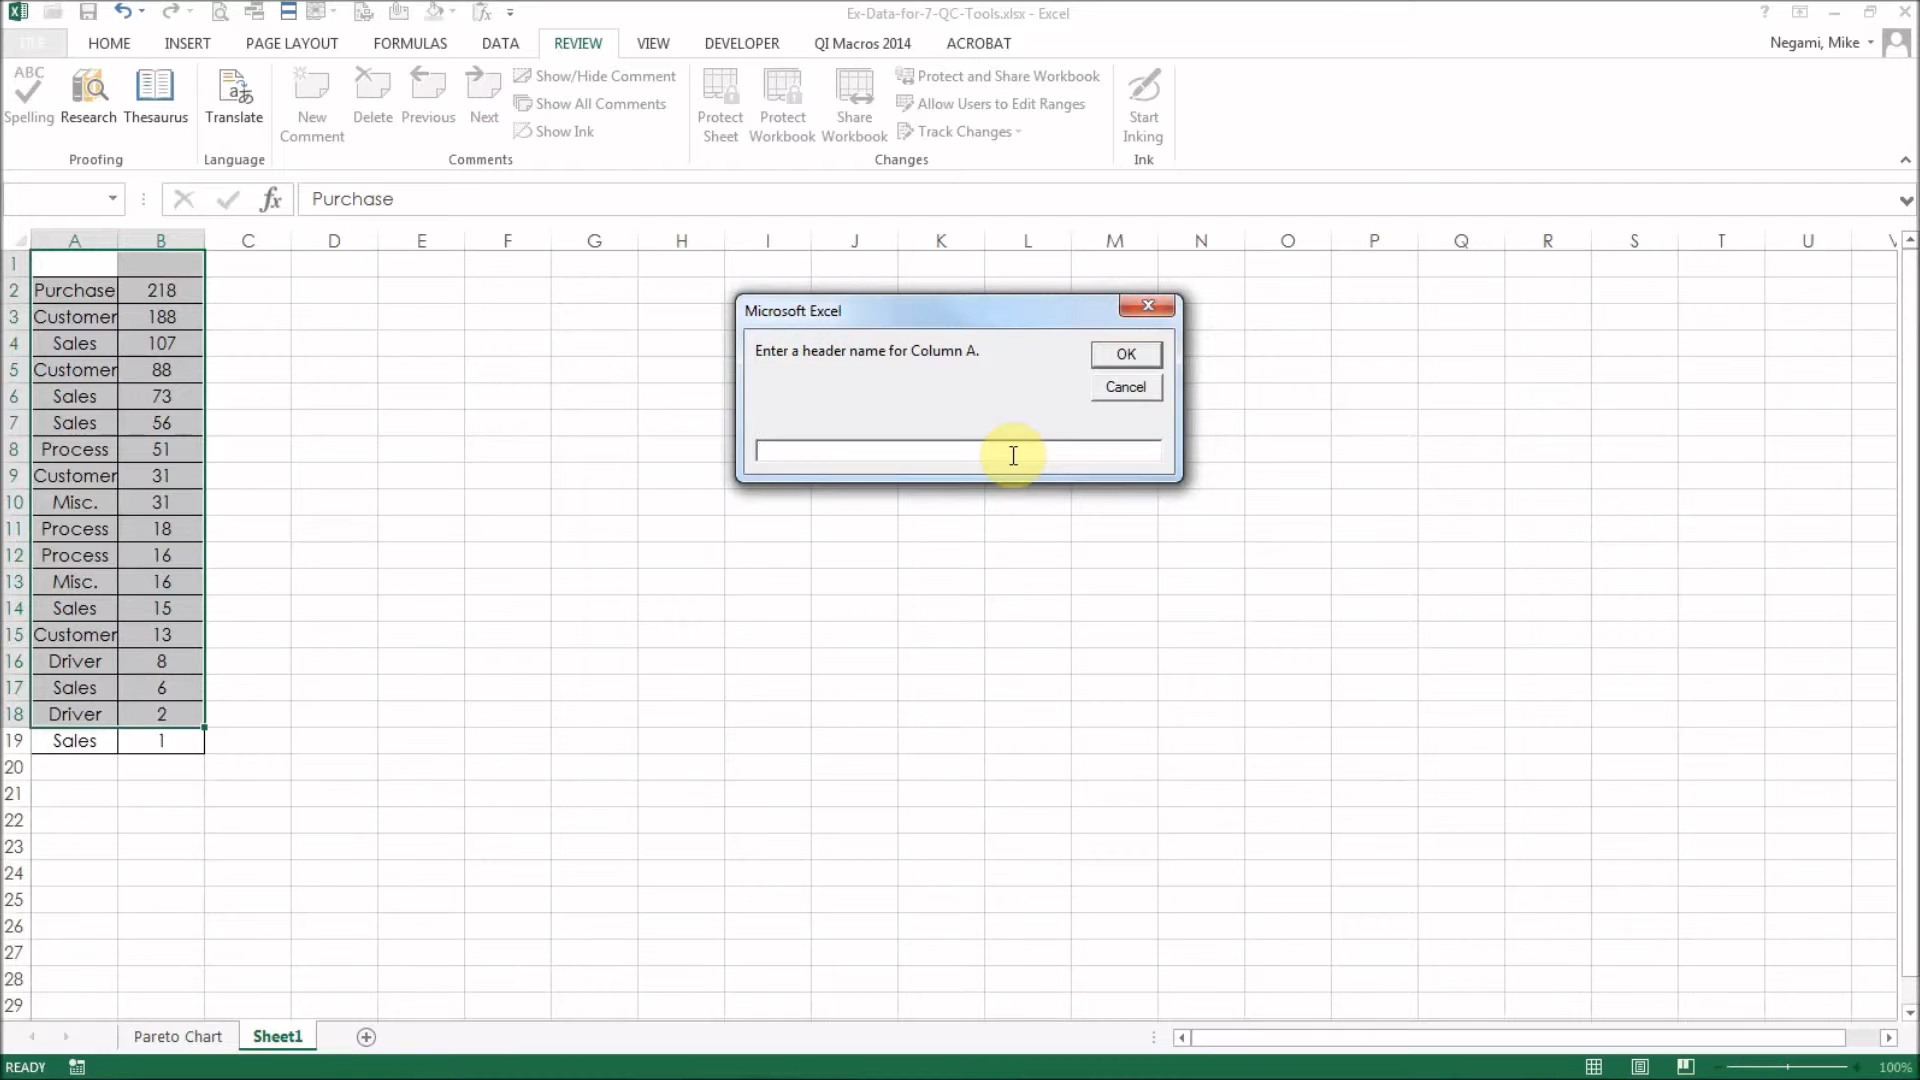 Ex-Data-for-7-QC-Tools.xlsx - Excel
FILE HOME INSERT PAGE LAYOUT FORMULAS DATA REVIEW VIEW DEVELOPER QI Macros 2014 ACROBAT Negami, Mike
ABC
Spelling Research Thesaurus
Proofing
Translate
Language
New Comment
Delete Previous Next
Show/Hide Comment
Show All Comments
Show Ink
Comments
Protect Sheet
Protect Workbook
Share Workbook
Protect and Share Workbook
Allow Users to Edit Ranges
Track Changes
Changes
Start Inking
Ink
fx Purchase
A B C D E F G H I J K L M N O P Q R S T U V
1
2 Purchase 218
3 Customer 188
4 Sales 107
5 Customer 88
6 Sales 73
7 Sales 56
8 Process 51
9 Customer 31
10 Misc. 31
11 Process 18
12 Process 16
13 Misc. 16
14 Sales 15
15 Customer 13
16 Driver 8
17 Sales 6
18 Driver 2
19 Sales 1
20
21
22
23
24
25
26
27
28
29
Microsoft Excel
Enter a header name for Column A.
OK
Cancel
Pareto Chart Sheet1
READY 100%